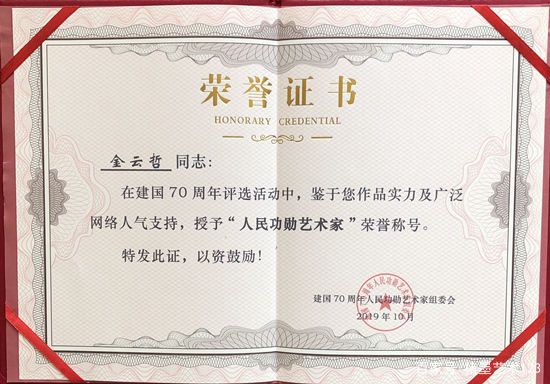 荣誉证书
HONORARY CREDENTIAL
金云哲 同志:
在建国70周年评选活动中，鉴于您作品实力及广泛
网络人气支持，授予“人民功勋艺术家”荣誉称号。
特发此证，以资鼓励！
建国70周年人民功勋艺术家组委会
2019年10月